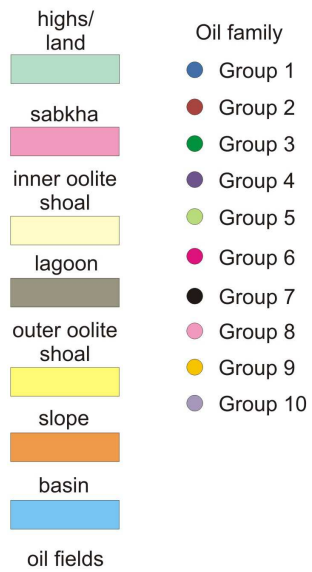 highs/
land
sabkha
inner oolite
shoal
lagoon
outer oolite
shoal
slope
basin
oil fields
Oil family
Group 1
Group 2
Group 3
Group 4
Group 5
Group 6
Group 7
Group 8
Group 9
Group 10